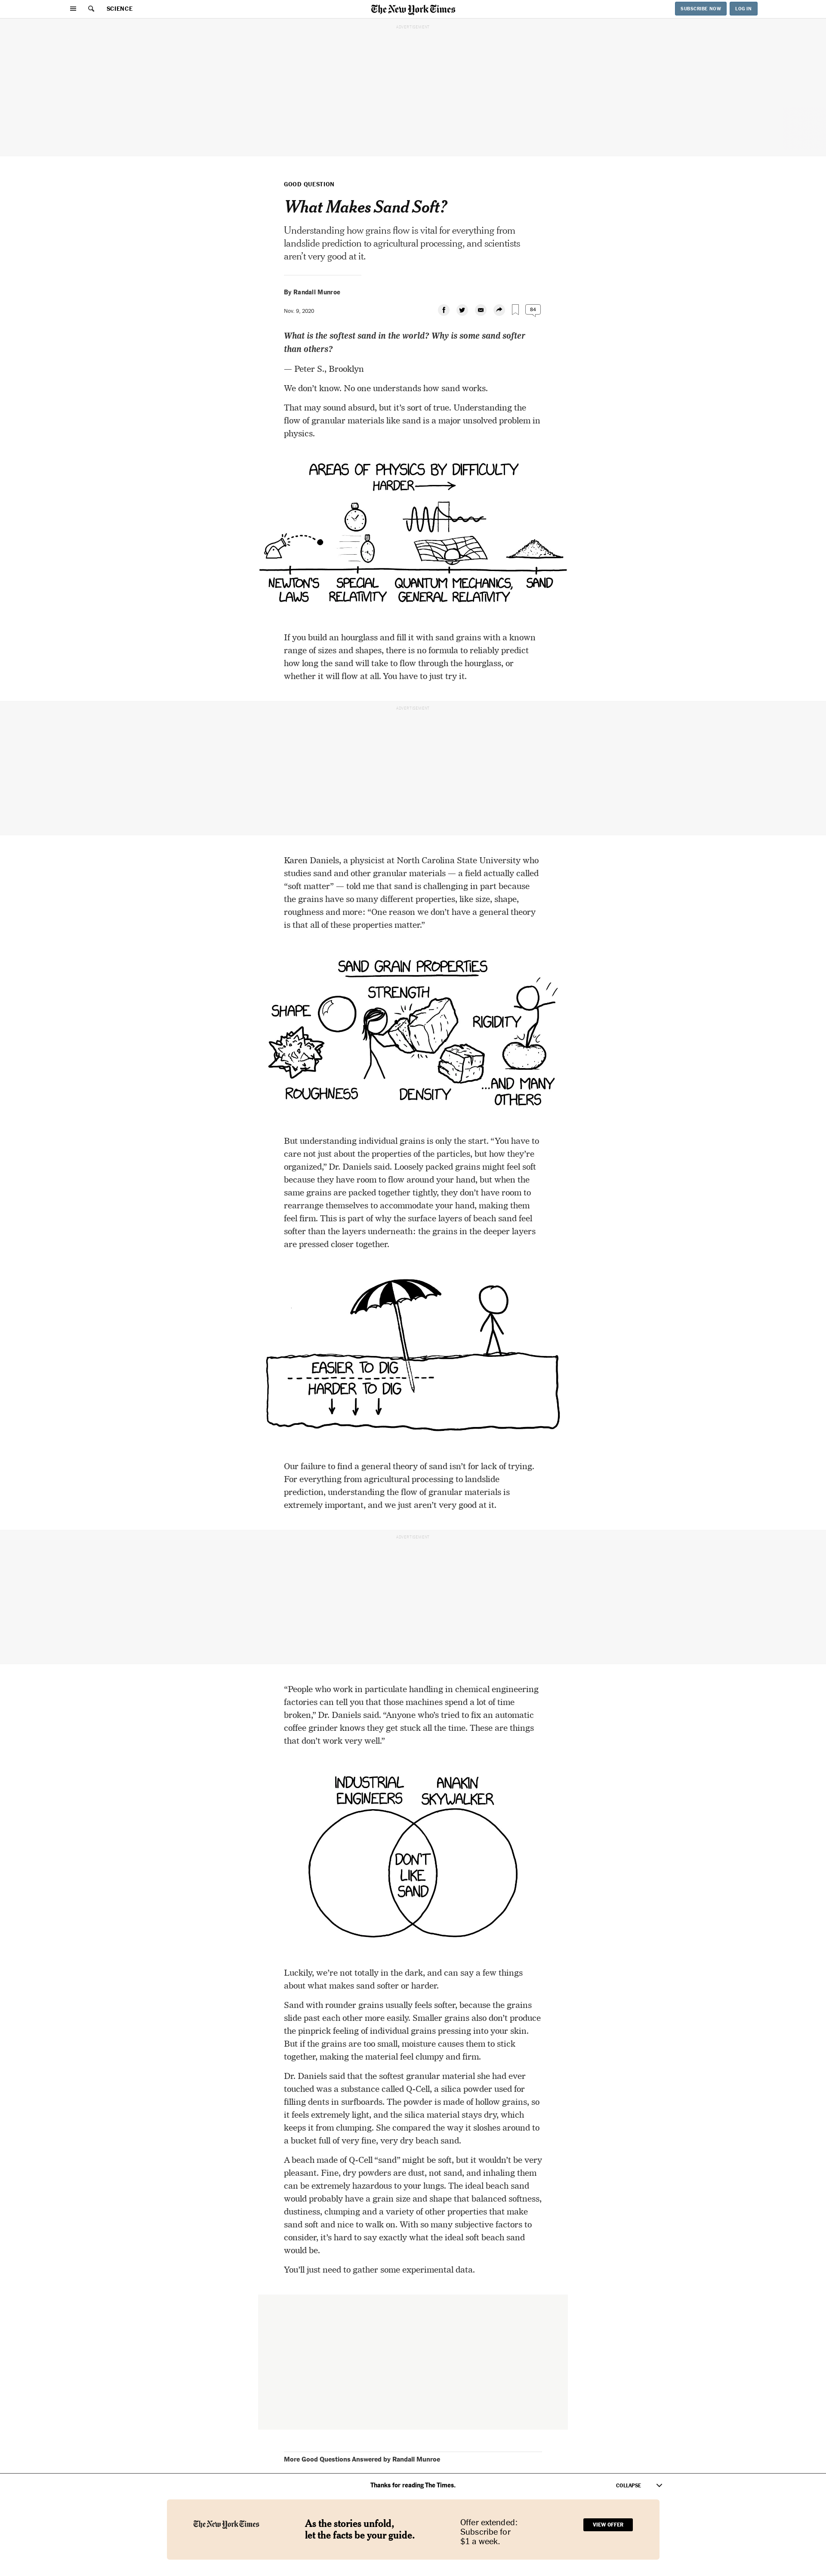 SCIENCE
The New York Times
SUBSCRIBE NOW
LOG IN
ADVERTISEMENT
GOOD QUESTION
What Makes Sand Soft?
Understanding how grains flow is vital for everything from
landslide prediction to agricultural processing, and scientists
aren't very good at it.
By Randall Munroe
Nov. 9, 2020
84
What is the softest sand in the world? Why is some sand softer
than others?
— Peter S., Brooklyn
We don't know. No one understands how sand works.
That may sound absurd, but it's sort of true. Understanding the
flow of granular materials like sand is a major unsolved problem in
physics.
AREAS OF PHYSICS BY DIFFICULTY
HARDER
NEWTON'S
LAWS
SPECIAL
RELATIVITY
QUANTUM MECHANICS,
GENERAL RELATIVITY
SAND
If you build an hourglass and fill it with sand grains with a known
range of sizes and shapes, there is no formula to reliably predict
how long the sand will take to flow through the hourglass, or
whether it will flow at all. You have to just try it.
ADVERTISEMENT
Karen Daniels, a physicist at North Carolina State University who
studies sand and other granular materials — a field actually called
“soft matter” — told me that sand is challenging in part because
the grains have so many different properties, like size, shape,
roughness and more: “One reason we don't have a general theory
is that all of these properties matter.”
SAND GRAIN PROPERTIES
STRENGTH
SHAPE
RIGIDITY
ROUGHNESS
DENSITY
...AND MANY
OTHERS
But understanding individual grains is only the start. “You have to
care not just about the properties of the particles, but how they're
organized,” Dr. Daniels said. Loosely packed grains might feel soft
because they have room to flow around your hand, but when the
same grains are packed together tightly, they don't have room to
rearrange themselves to accommodate your hand, making them
feel firm. This is part of why the surface layers of beach sand feel
softer than the layers underneath: the grains in the deeper layers
are pressed closer together.
EASIER TO DIG
HARDER TO DIG
Our failure to find a general theory of sand isn't for lack of trying.
For everything from agricultural processing to landslide
prediction, understanding the flow of granular materials is
extremely important, and we just aren't very good at it.
ADVERTISEMENT
“People who work in particulate handling in chemical engineering
factories can tell you that those machines spend a lot of time
broken,” Dr. Daniels said. “Anyone who's tried to fix an automatic
coffee grinder knows they get stuck all the time. These are things
that don't work very well.”
INDUSTRIAL
ENGINEERS
ANAKIN
SKYWALKER
DON'T
LIKE
SAND
Luckily, we're not totally in the dark, and can say a few things
about what makes sand softer or harder.
Sand with rounder grains usually feels softer, because the grains
slide past each other more easily. Smaller grains also don't produce
the pinprick feeling of individual grains pressing into your skin.
But if the grains are too small, moisture causes them to stick
together, making the material feel clumpy and firm.
Dr. Daniels said that the softest granular material she had ever
touched was a substance called Q-Cell, a silica powder used for
filling dents in surfboards. The powder is made of hollow grains, so
it feels extremely light, and the silica material stays dry, which
keeps it from clumping. She compared the way it sloshes around to
a bucket full of very fine, very dry beach sand.
A beach made of Q-Cell “sand” might be soft, but it wouldn't be very
pleasant. Fine, dry powders are dust, not sand, and inhaling them
can be extremely hazardous to your lungs. The ideal beach sand
would probably have a grain size and shape that balanced softness,
dustiness, clumping and a variety of other properties that make
sand soft and nice to walk on. With so many subjective factors to
consider, it's hard to say exactly what the ideal soft beach sand
would be.
You'll just need to gather some experimental data.
More Good Questions Answered by Randall Munroe
Thanks for reading The Times.
COLLAPSE
The New York Times
As the stories unfold,
let the facts be your guide.
Offer extended:
Subscribe for
$1 a week.
VIEW OFFER